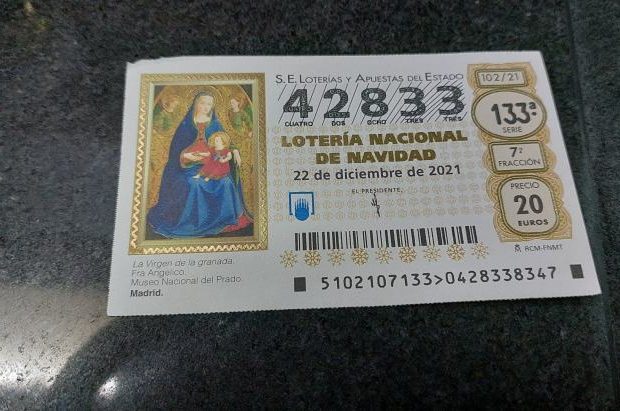 S.E. LOTERÍAS Y APUESTAS DEL ESTADO
42833
CUATRO DOS OCHO TRES TRES
LOTERÍA NACIONAL
DE NAVIDAD
22 de diciembre de 2021
EL PRESIDENTE,
102/21
133ª
SERIE
7ª
FRACCIÓN
PRECIO
20
EUROS
RCM-FNMT
5102107133>0428338347
La Virgen de la granada.
Fra Angelico.
Museo Nacional del Prado.
Madrid.